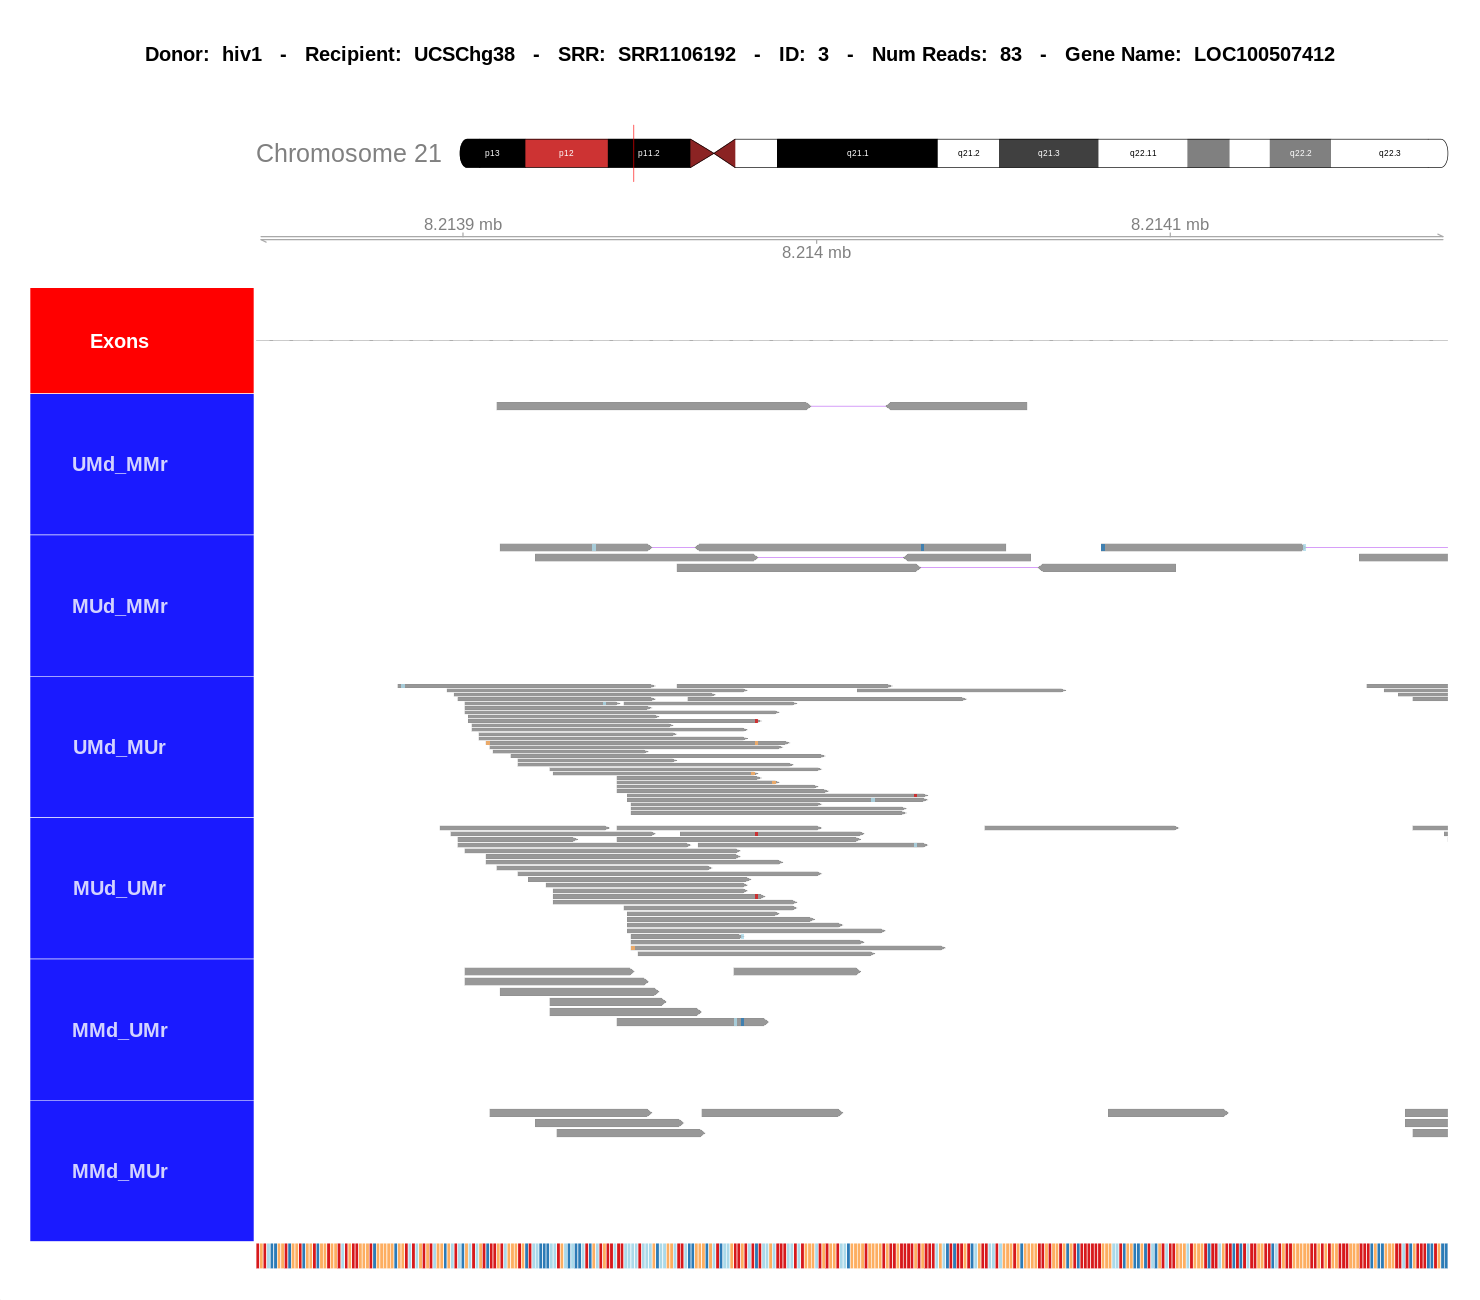 Donor: hiv1 - Recipient: UCSChg38 - SRR: SRR1106192 - ID: 3 - Num Reads: 83 - Gene Name: LOC100507412
Chromosome 21 p13 p12 p11.2 q21.1 q21.2 q21.3 q22.11 q22.2 q22.3
8.2139 mb 8.2141 mb
8.214 mb
Exons
UMd_MMr
MUd_MMr
UMd_MUr
MUd_UMr
MMd_UMr
MMd_MUr